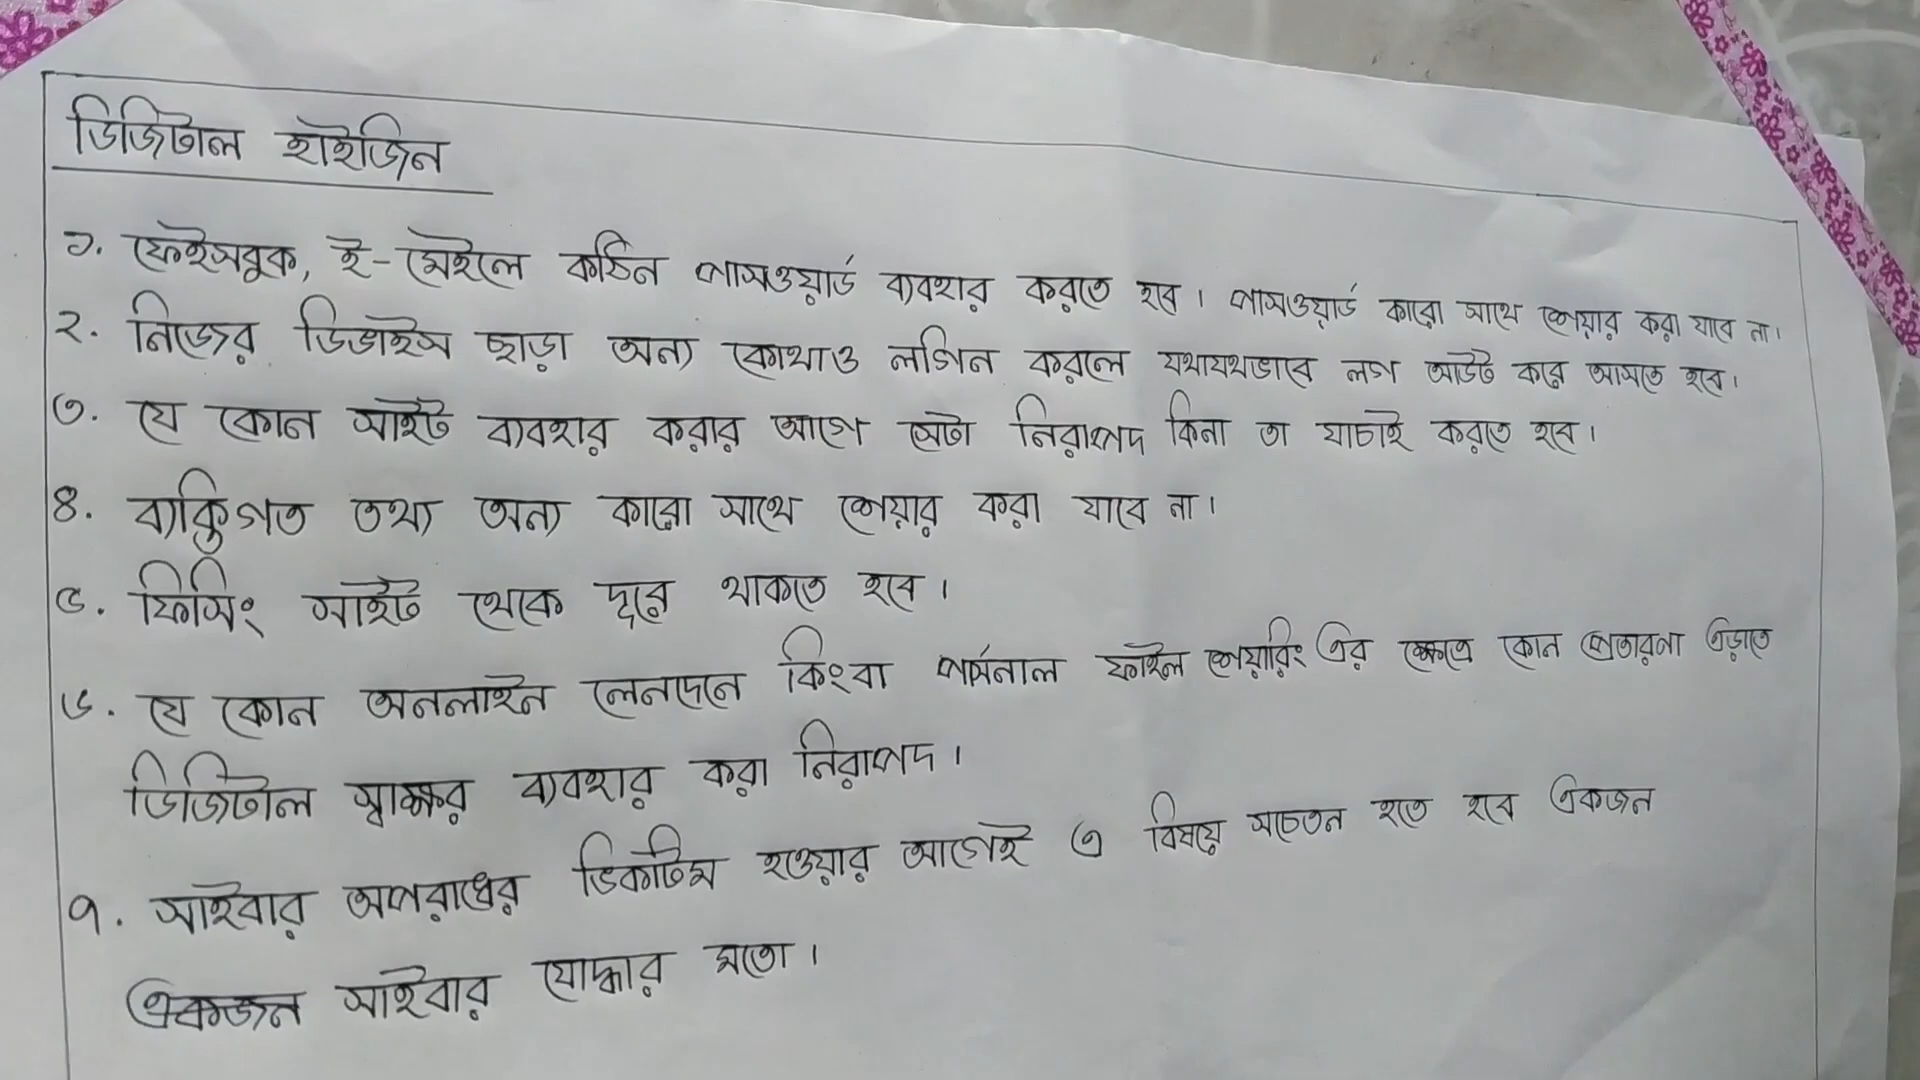 ডিজিটাল হাইজিন
১. ফেইসবুক, ই-মেইলে কঠিন পাসওয়ার্ড ব্যবহার করতে হবে। পাসওয়ার্ড কারো সাথে শেয়ার করা যাবে না।
২. নিজের ডিভাইস ছাড়া অন্য কোথাও লগিন করলে যথাযথভাবে লগ আউট করে আসতে হবে।
৩. যে কোন সাইট ব্যবহার করার আগে সেটা নিরাপদ কিনা তা যাচাই করতে হবে।
৪. ব্যক্তিগত তথ্য অন্য কারো সাথে শেয়ার করা যাবে না।
৫. ফিসিং সাইট থেকে দূরে থাকতে হবে।
৬. যে কোন অনলাইন লেনদেনে কিংবা পার্সনাল ফাইল শেয়ারিং এর ক্ষেত্রে কোন প্রতারনা এড়াতে
ডিজিটাল স্বাক্ষর ব্যবহার করা নিরাপদ।
৭. সাইবার অপরাধের ভিকটিম হওয়ার আগেই এ বিষয়ে সচেতন হতে হবে একজন
একজন সাইবার যোদ্ধার মতো।